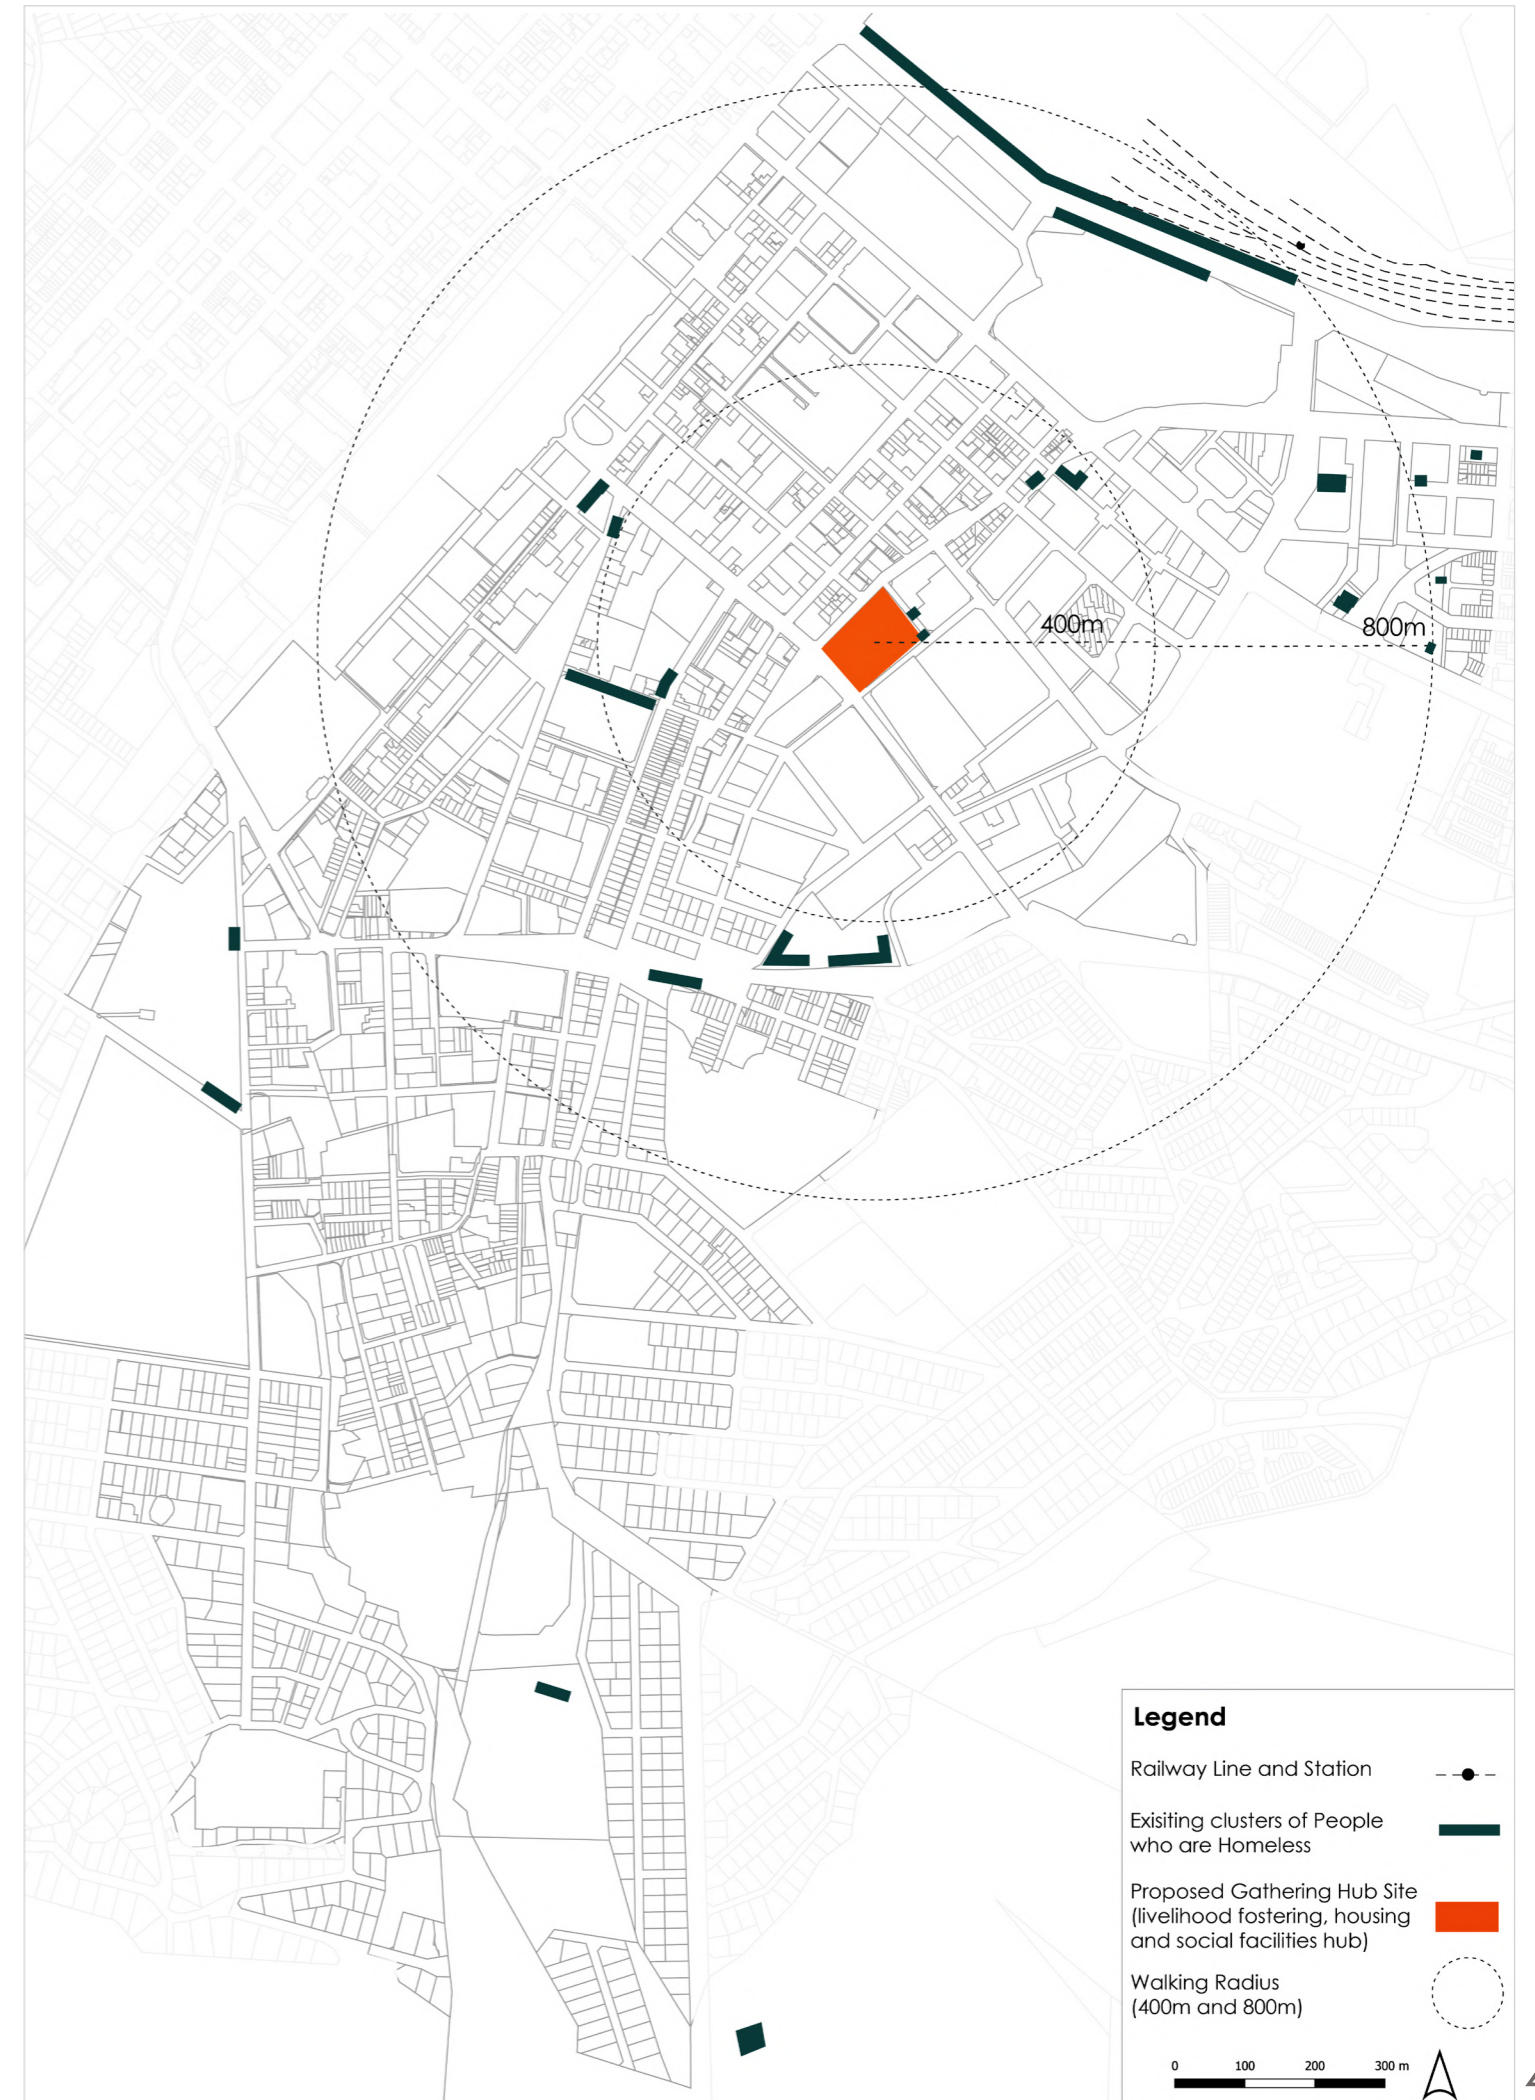 400m
800m
Legend
Railway Line and Station
Exisiting clusters of People
who are Homeless
Proposed Gathering Hub Site
(livelihood fostering, housing
and social facilities hub)
Walking Radius
(400m and 800m)
0 100 200 300 m